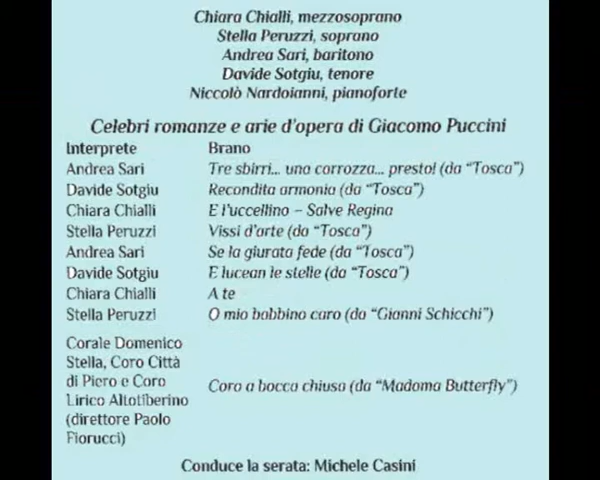 Chiara Chialli, mezzosoprano
Stella Peruzzi, soprano
Andrea Sari, baritono
Davide Sotgiu, tenore
Niccolò Nardoianni, pianoforte
Celebri romanze e arie d'opera di Giacomo Puccini
Interprete Brano
Andrea Sari Tre sbirri... una carrozza... presto! (da "Tosca")
Davide Sotgiu Recondita armonia (da "Tosca")
Chiara Chialli E l'uccellino – Salve Regina
Stella Peruzzi Vissi d'arte (da "Tosca")
Andrea Sari Se la giurata fede (da "Tosca")
Davide Sotgiu E lucean le stelle (da "Tosca")
Chiara Chialli A te
Stella Peruzzi O mio babbino caro (da "Gianni Schicchi")
Corale Domenico
Stella, Coro Città
di Piero e Coro
Lirico Altotiberino
(direttore Paolo
Fiorucci)
Coro a bocca chiusa (da "Madama Butterfly")
Conduce la serata: Michele Casini